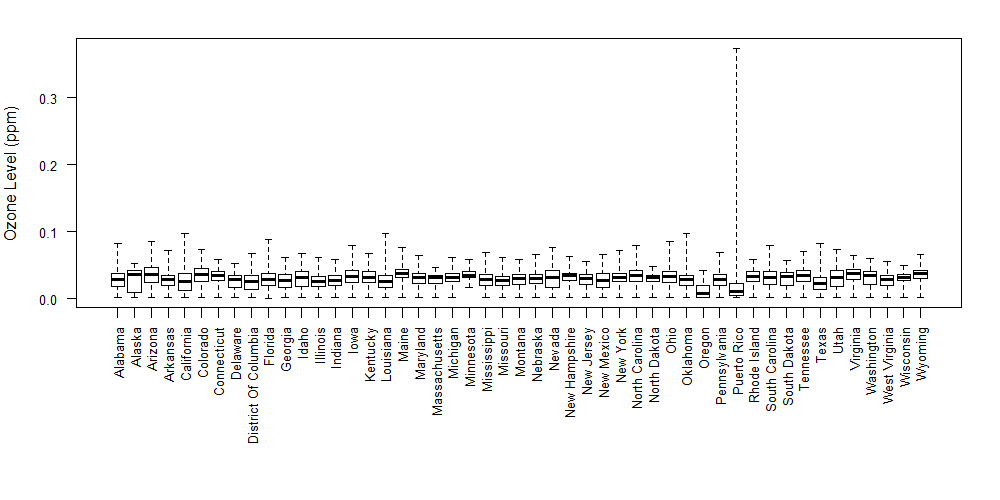 Ozone Level (ppm)
0.3
0.2
0.1
0.0
Alabama
Alaska
Arizona
Arkansas
California
Colorado
Connecticut
Delaware
District Of Columbia
Florida
Georgia
Idaho
Illinois
Indiana
Iowa
Kentucky
Louisiana
Maine
Maryland
Massachusetts
Michigan
Minnesota
Mississippi
Missouri
Montana
Nebraska
Nevada
New Hampshire
New Jersey
New Mexico
New York
North Carolina
North Dakota
Ohio
Oklahoma
Oregon
Pennsylvania
Puerto Rico
Rhode Island
South Carolina
South Dakota
Tennessee
Texas
Utah
Virginia
Washington
West Virginia
Wisconsin
Wyoming